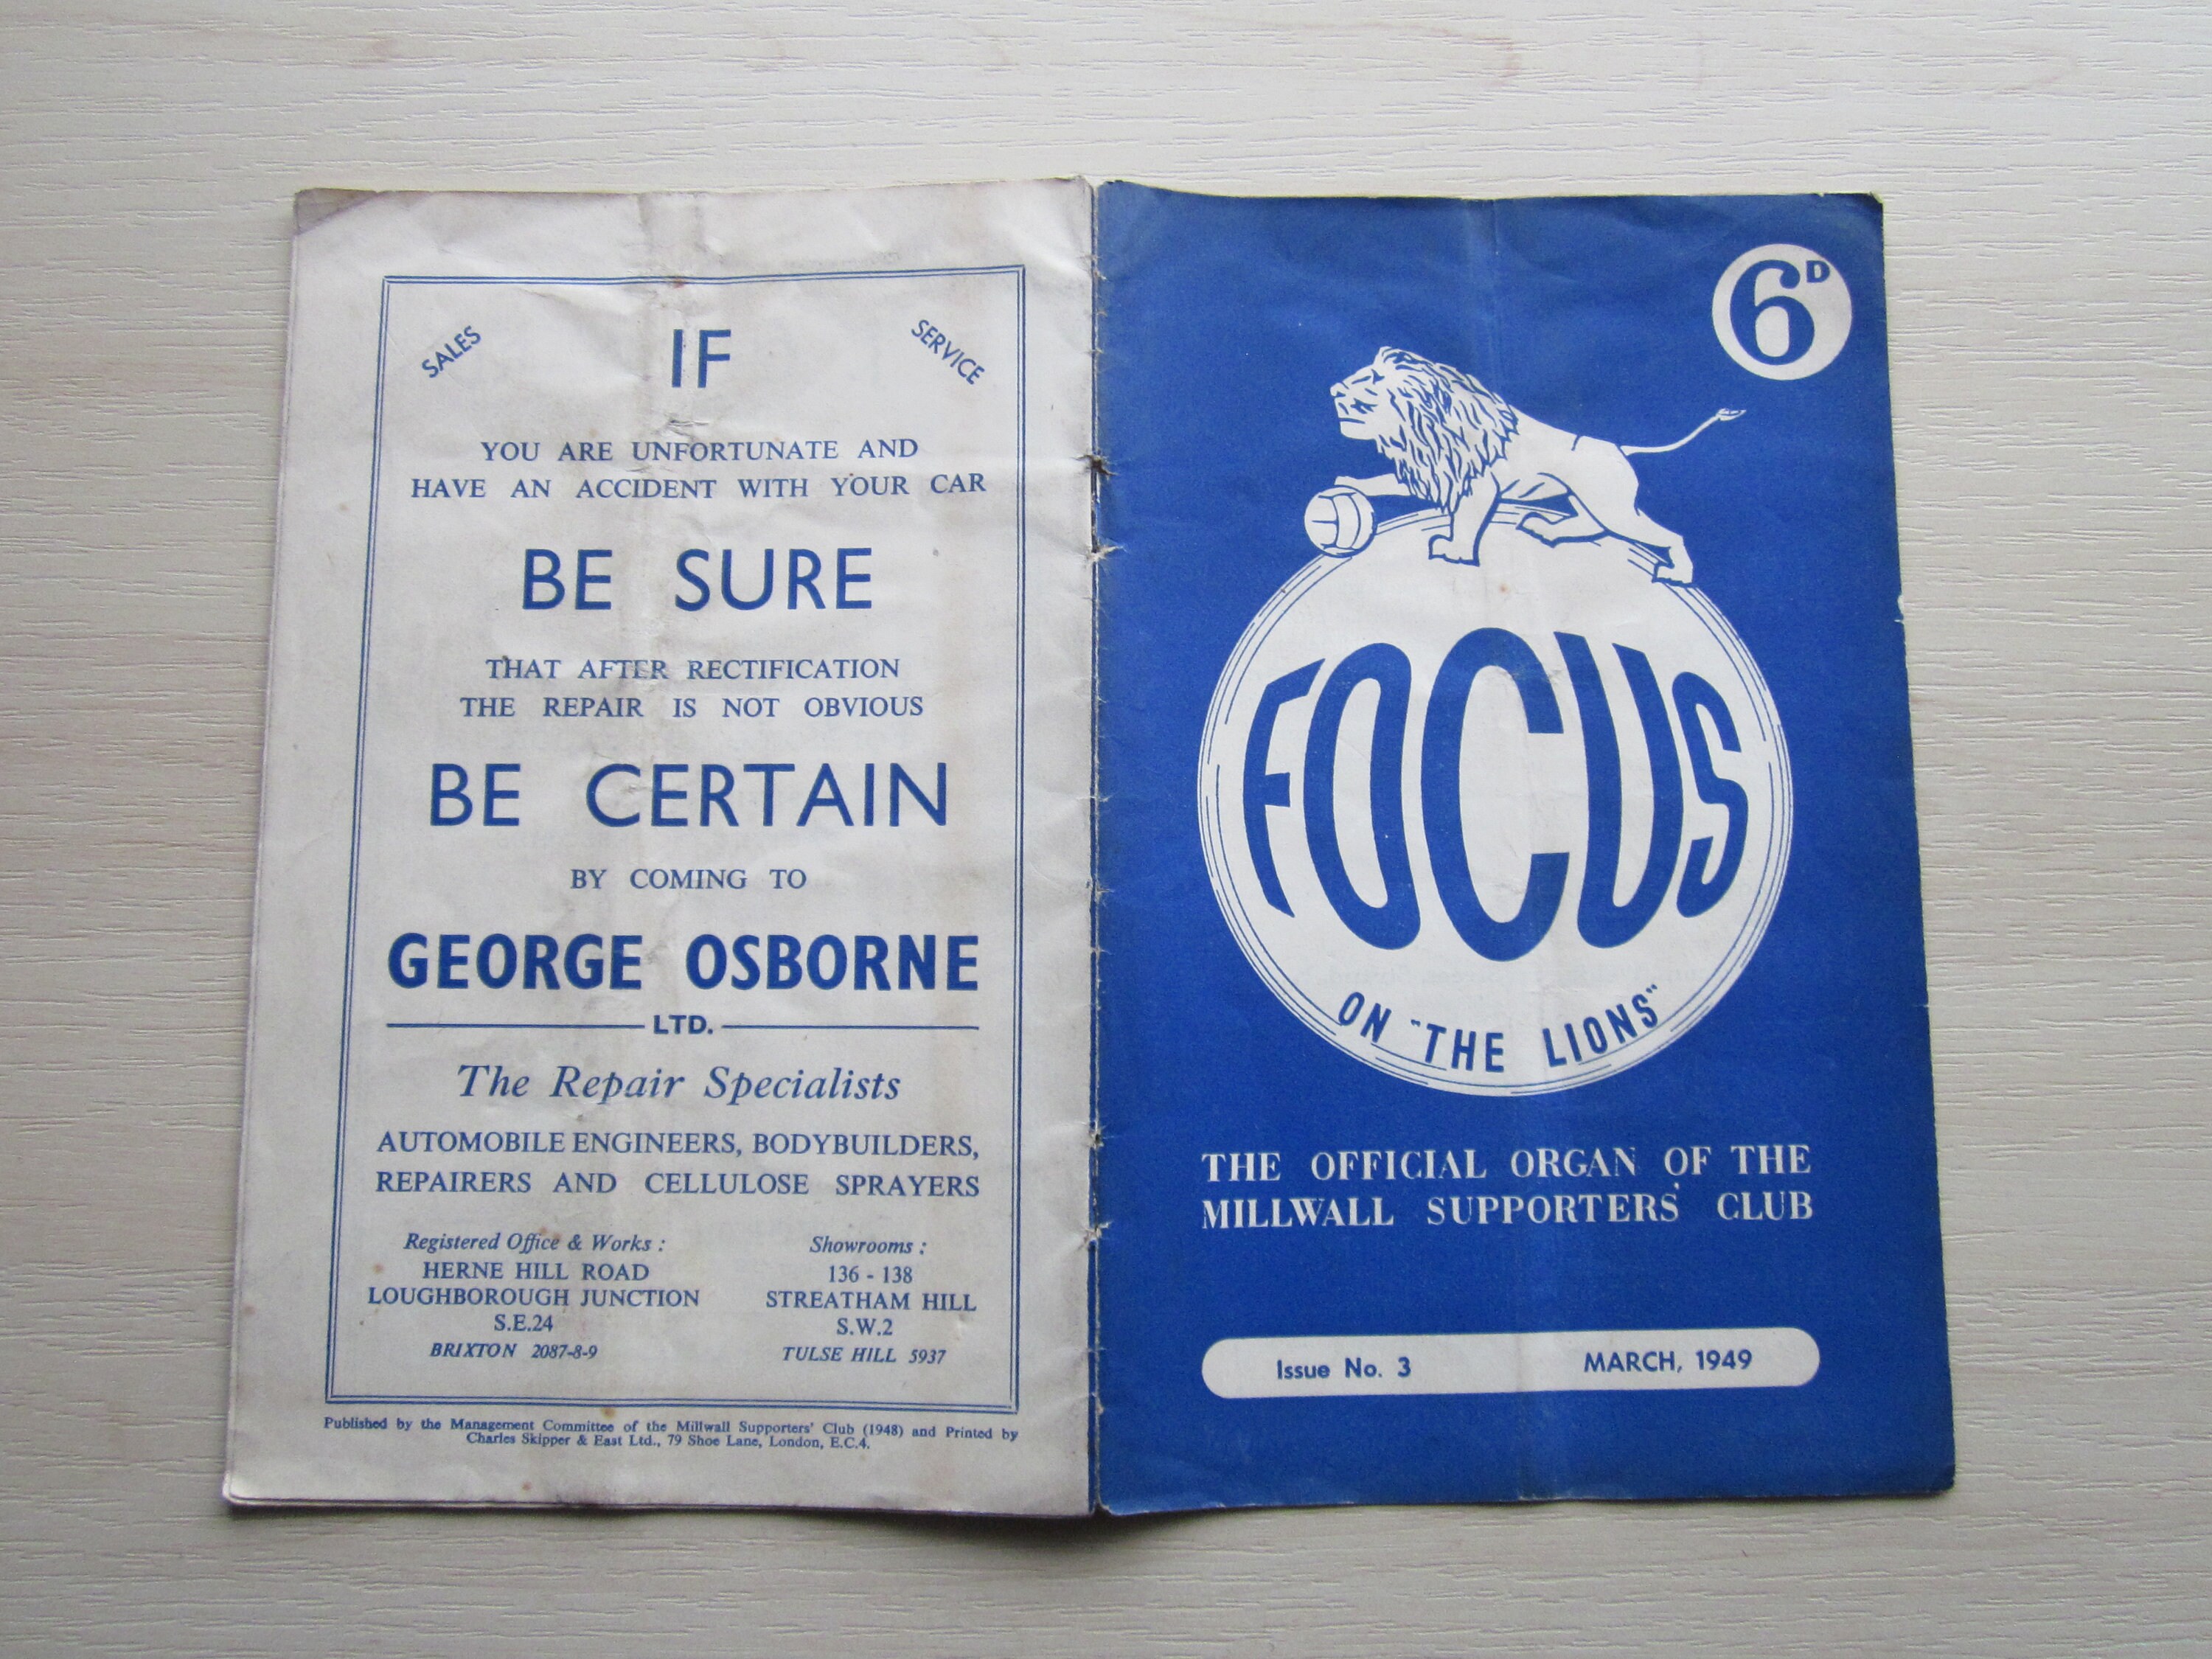 SALES
IF
SERVICE
YOU ARE UNFORTUNATE AND
HAVE AN ACCIDENT WITH YOUR CAR
BE SURE
THAT AFTER RECTIFICATION
THE REPAIR IS NOT OBVIOUS
BE CERTAIN
BY COMING TO
GEORGE OSBORNE
LTD.
The Repair Specialists
AUTOMOBILE ENGINEERS, BODYBUILDERS,
REPAIRERS AND CELLULOSE SPRAYERS
Registered Office & Works :
HERNE HILL ROAD
LOUGHBOROUGH JUNCTION
S.E.24
BRIXTON 2087-8-9
Showrooms :
136 - 138
STREATHAM HILL
S.W.2
TULSE HILL 5937
Published by the Management Committee of the Millwall Supporters' Club (1948) and Printed by
Charles Skipper & East Ltd., 79 Shoe Lane, London, E.C.4.
6D
FOCUS
ON "THE LIONS"
THE OFFICIAL ORGAN OF THE
MILLWALL SUPPORTERS' CLUB
Issue No. 3 MARCH, 1949